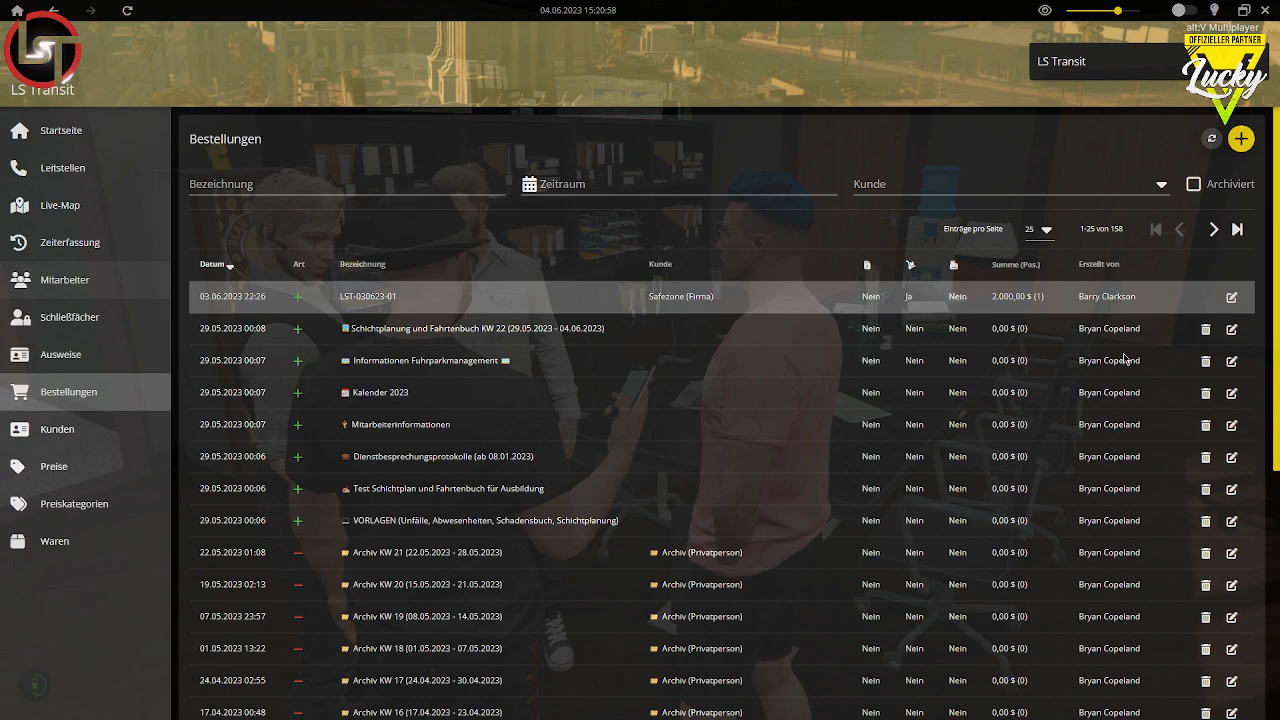 04.06.2023 15:20:58
alt:V Multiplayer
OFFIZIELLER PARTNER
Lucky V
LST
LS Transit
LS Transit
Startseite
Leitstellen
Live-Map
Zeiterfassung
Mitarbeiter
Schließfächer
Ausweise
Bestellungen
Kunden
Preise
Preiskategorien
Waren
Bestellungen
Bezeichnung Zeitraum Kunde Archiviert
Einträge pro Seite 25 1-25 von 158
Datum Art Bezeichnung Kunde Summe (Pos.) Erstellt von
03.06.2023 22:26 + LST-030623-01 Safezone (Firma) Nein Ja Nein 2.000,00 $ (1) Barry Clarkson
29.05.2023 00:08 + Schichtplanung und Fahrtenbuch KW 22 (29.05.2023 - 04.06.2023) Nein Nein Nein 0,00 $ (0) Bryan Copeland
29.05.2023 00:07 + Informationen Fuhrparkmanagement Nein Nein Nein 0,00 $ (0) Bryan Copeland
29.05.2023 00:07 + Kalender 2023 Nein Nein Nein 0,00 $ (0) Bryan Copeland
29.05.2023 00:07 + Mitarbeiterinformationen Nein Nein Nein 0,00 $ (0) Bryan Copeland
29.05.2023 00:06 + Dienstbesprechungsprotokolle (ab 08.01.2023) Nein Nein Nein 0,00 $ (0) Bryan Copeland
29.05.2023 00:06 + Test Schichtplan und Fahrtenbuch für Ausbildung Nein Nein Nein 0,00 $ (0) Bryan Copeland
29.05.2023 00:06 + VORLAGEN (Unfälle, Abwesenheiten, Schadensbuch, Schichtplanung) Nein Nein Nein 0,00 $ (0) Bryan Copeland
22.05.2023 01:08 — Archiv KW 21 (22.05.2023 - 28.05.2023) Archiv (Privatperson) Nein Nein Nein 0,00 $ (0) Bryan Copeland
19.05.2023 02:13 — Archiv KW 20 (15.05.2023 - 21.05.2023) Archiv (Privatperson) Nein Nein Nein 0,00 $ (0) Bryan Copeland
07.05.2023 23:57 — Archiv KW 19 (08.05.2023 - 14.05.2023) Archiv (Privatperson) Nein Nein Nein 0,00 $ (0) Bryan Copeland
01.05.2023 13:22 — Archiv KW 18 (01.05.2023 - 07.05.2023) Archiv (Privatperson) Nein Nein Nein 0,00 $ (0) Bryan Copeland
24.04.2023 02:55 — Archiv KW 17 (24.04.2023 - 30.04.2023) Archiv (Privatperson) Nein Nein Nein 0,00 $ (0) Bryan Copeland
17.04.2023 00:48 — Archiv KW 16 (17.04.2023 - 23.04.2023) Archiv (Privatperson) Nein Nein Nein 0,00 $ (0) Bryan Copeland